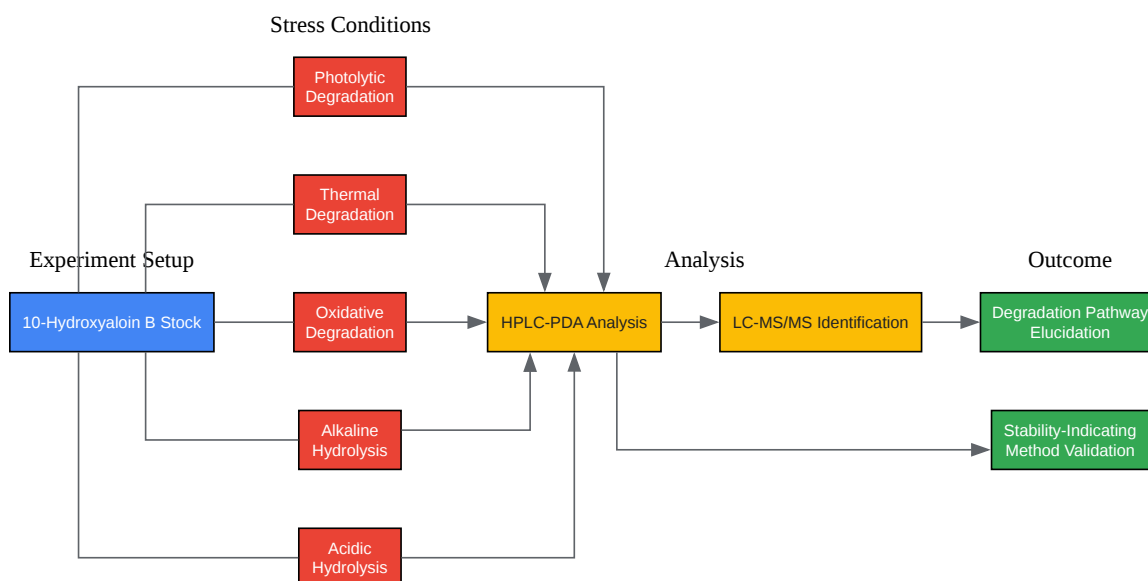 Stress Conditions
Photolytic
Degradation
Thermal
Degradation
Experiment Setup
Analysis
Outcome
10-Hydroxyaloin B Stock
Oxidative
Degradation
HPLC-PDA Analysis
LC-MS/MS Identification
Degradation Pathway
Elucidation
Alkaline
Hydrolysis
Stability-Indicating
Method Validation
Acidic
Hydrolysis